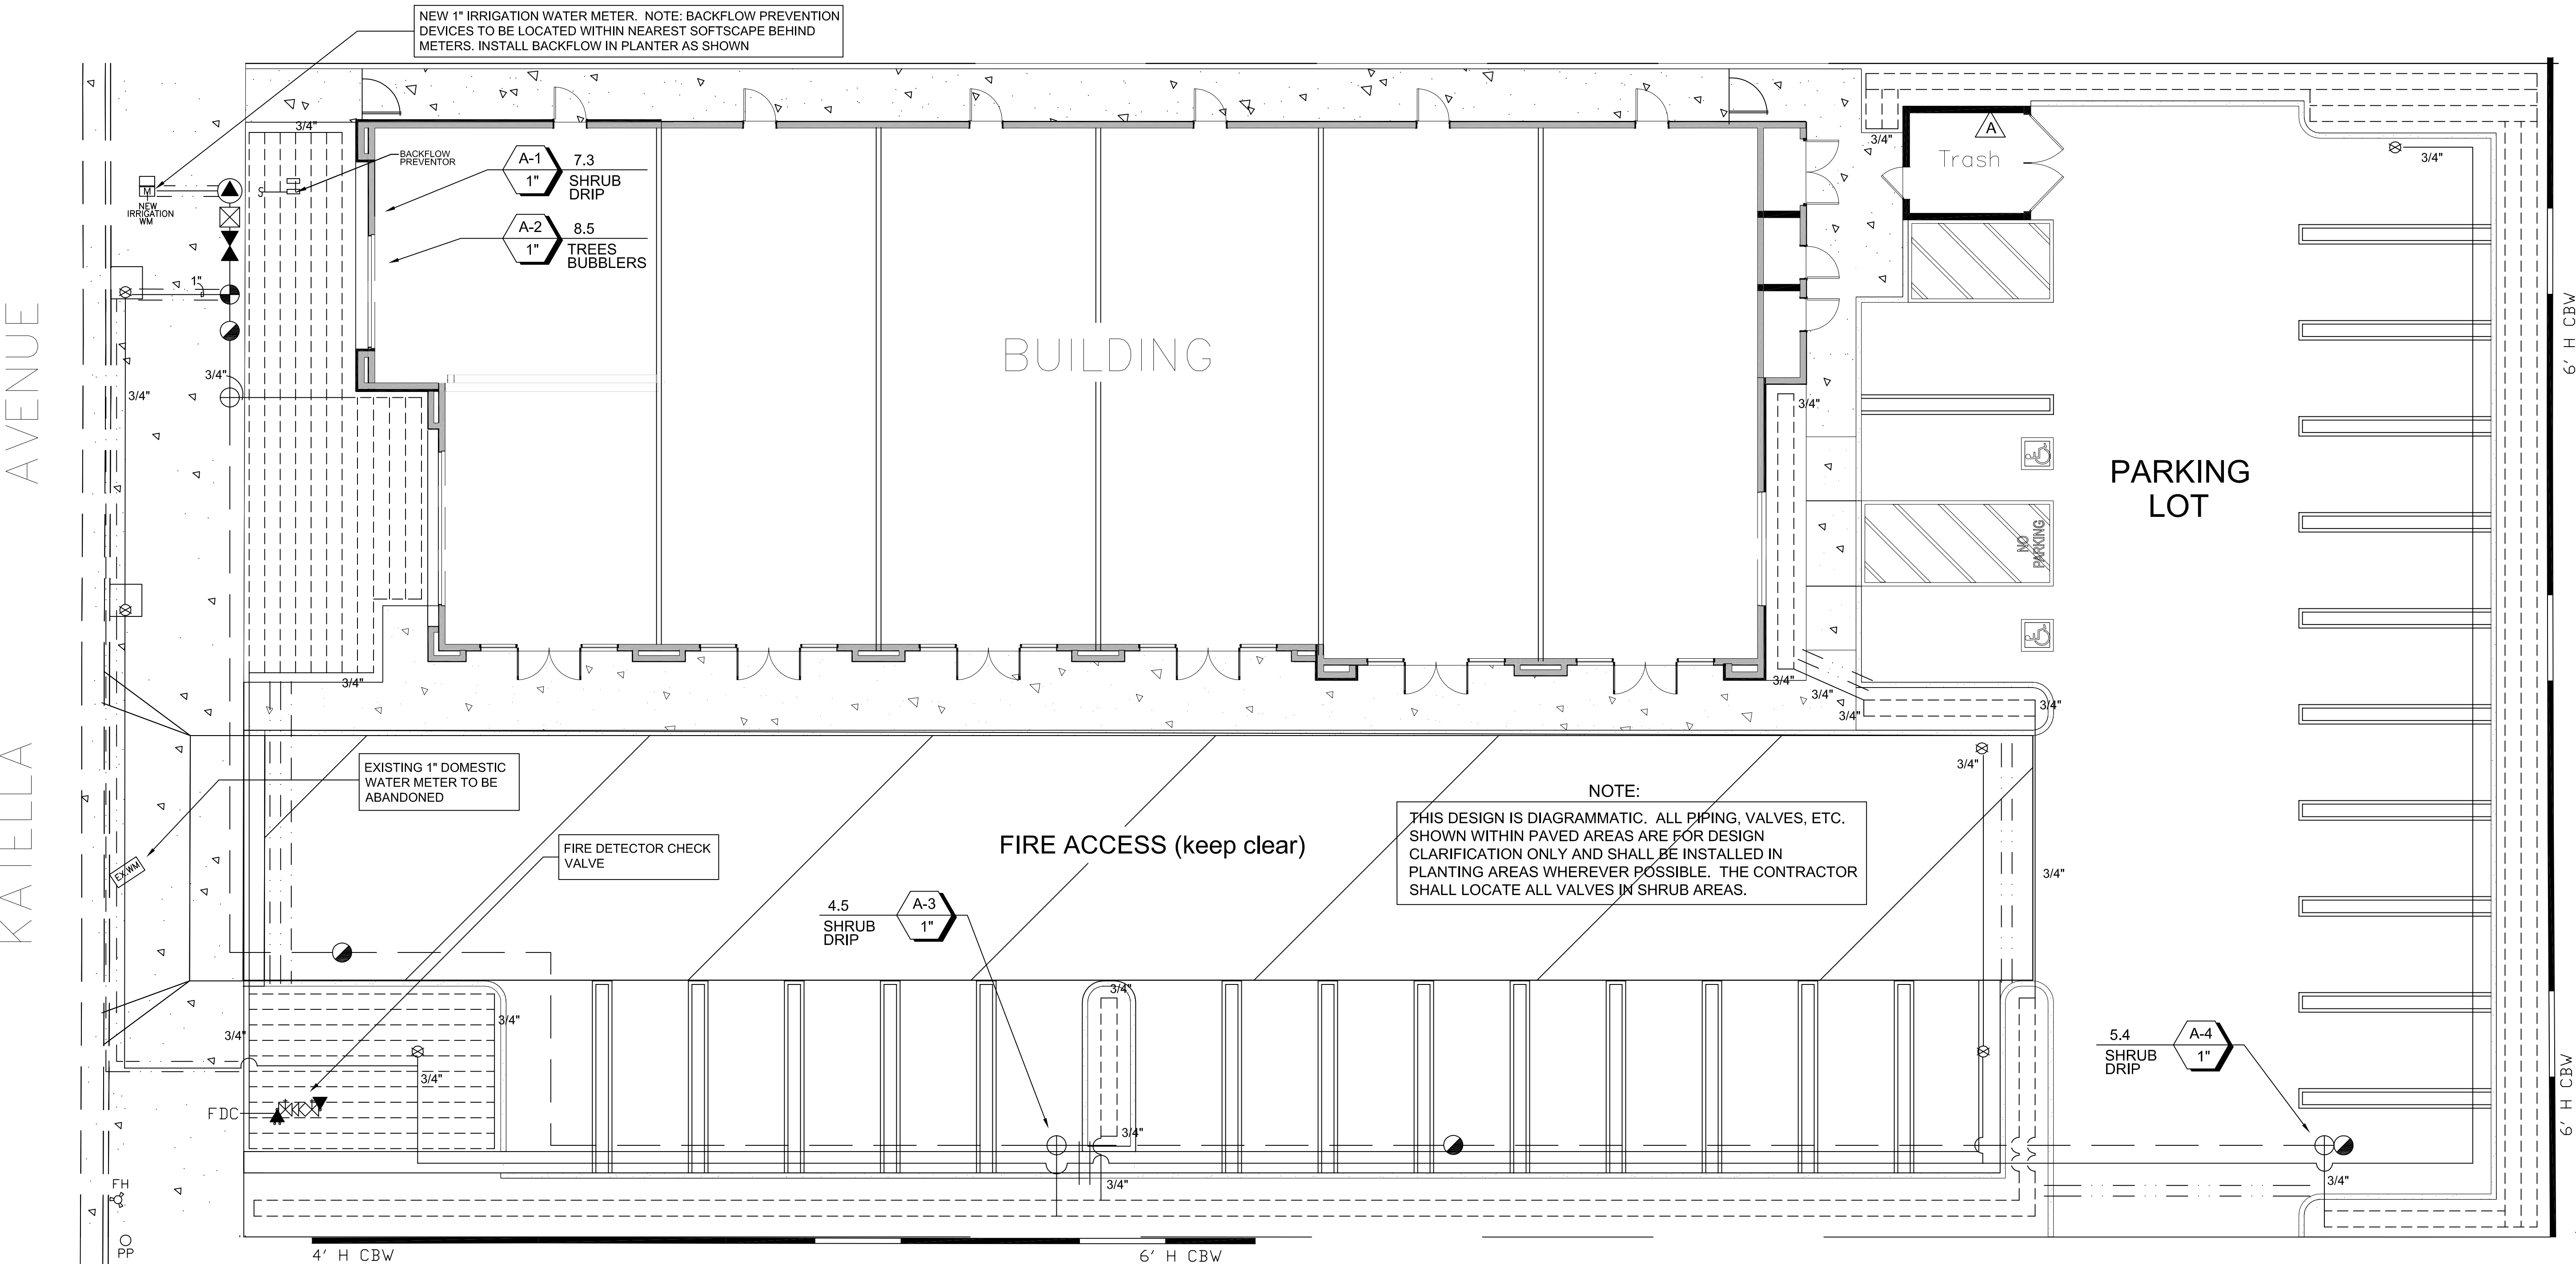 NEW 1" IRRIGATION WATER METER. NOTE: BACKFLOW PREVENTION
DEVICES TO BE LOCATED WITHIN NEAREST SOFTSCAPE BEHIND
METERS. INSTALL BACKFLOW IN PLANTER AS SHOWN
3/4"
BACKFLOW
PREVENTOR
A-1
1"
7.3
SHRUB
DRIP
A-2
1"
8.5
TREES
BUBBLERS
M
NEW
IRRIGATION
WM
S
1"
3/4"
3/4"
AVENUE
KATELLA
BUILDING
A
Trash
3/4"
3/4"
6' H CBW
3/4"
PARKING
LOT
NO
PARKING
3/4"
3/4"
3/4"
3/4"
3/4"
EXISTING 1" DOMESTIC
WATER METER TO BE
ABANDONED
EX.WM
FIRE DETECTOR CHECK
VALVE
FIRE ACCESS (keep clear)
NOTE:
THIS DESIGN IS DIAGRAMMATIC. ALL PIPING, VALVES, ETC.
SHOWN WITHIN PAVED AREAS ARE FOR DESIGN
CLARIFICATION ONLY AND SHALL BE INSTALLED IN
PLANTING AREAS WHEREVER POSSIBLE. THE CONTRACTOR
SHALL LOCATE ALL VALVES IN SHRUB AREAS.
3/4"
3/4"
4.5
SHRUB
DRIP
A-3
1"
3/4"
3/4"
3/4"
3/4"
3/4"
3/4"
5.4
SHRUB
DRIP
A-4
1"
3/4"
6' H CBW
FDC
FH
PP
4' H CBW
6' H CBW